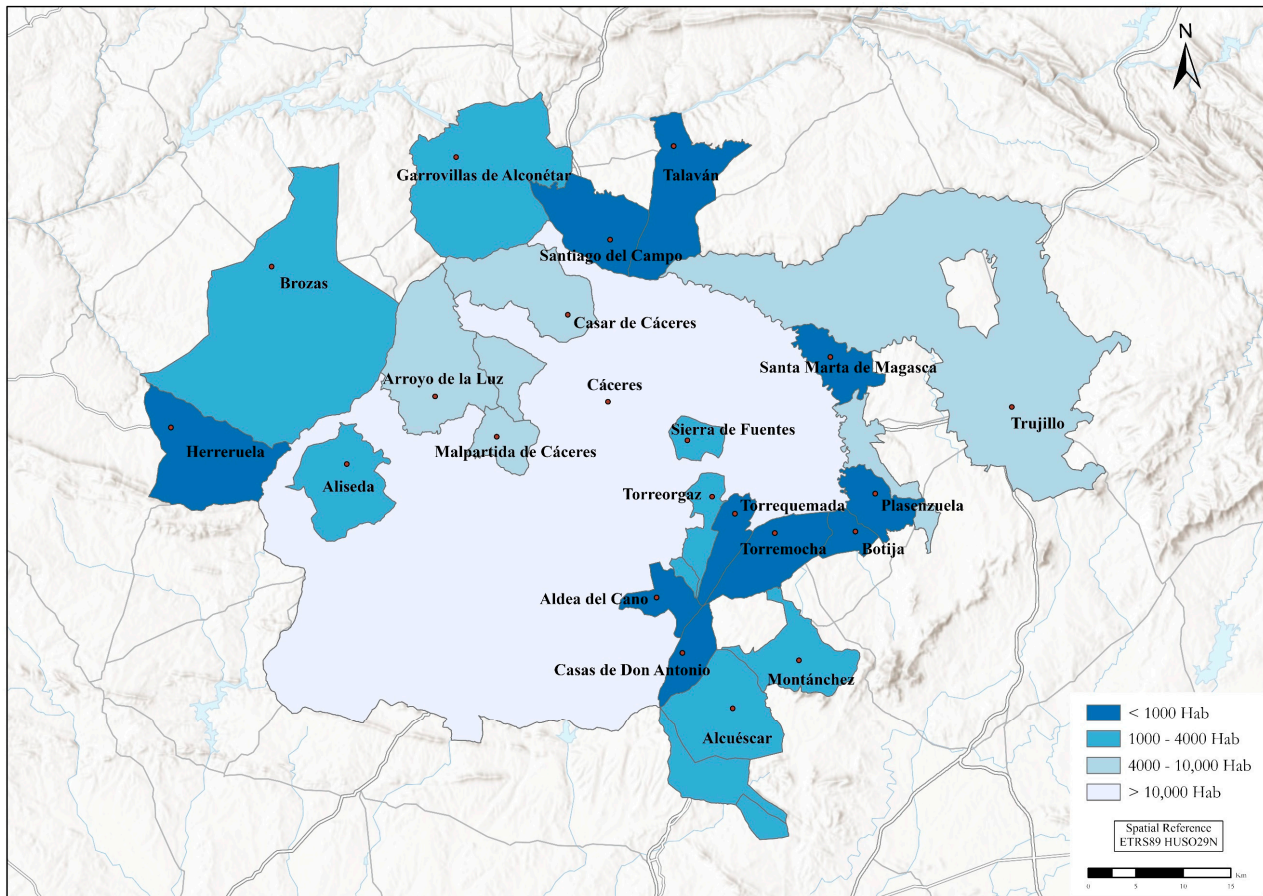 N
Talaván
Garrovillas de Alconétar
Santiago del Campo
Brozas
Casar de Cáceres
Santa Marta de Magasca
Arroyo de la Luz
Cáceres
Trujillo
Sierra de Fuentes
Herreruela
Malpartida de Cáceres
Aliseda
Torreorgaz
Torrequemada
Plasenzuela
Torremocha
Botija
Aldea del Cano
Casas de Don Antonio
Montánchez
Alcuéscar
< 1000 Hab
1000 - 4000 Hab
4000 - 10,000 Hab
> 10,000 Hab
Spatial Reference
ETRS89 HUSO29N
Km
0 5 10 15